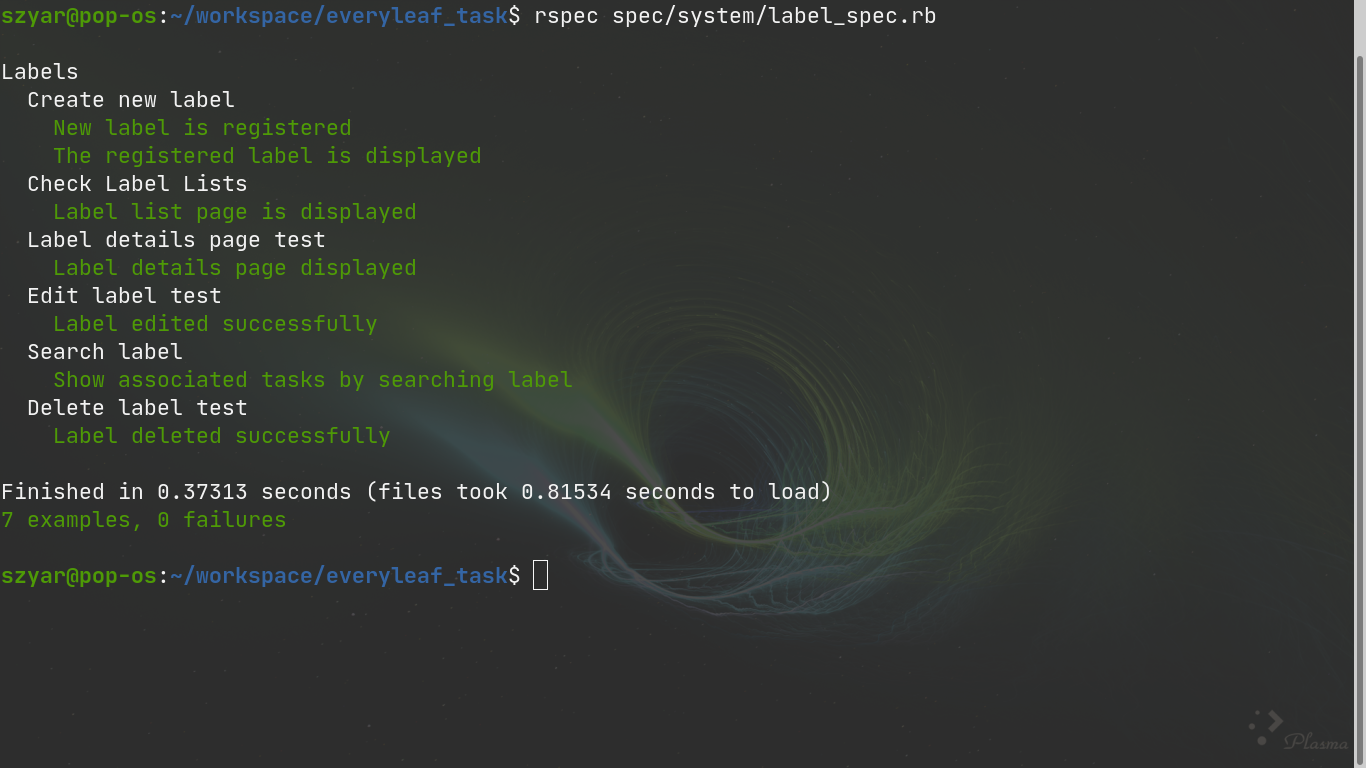 szyar@pop-os:~/workspace/everyleaf_task$ rspec spec/system/label_spec.rb
Labels
Create new label
New label is registered
The registered label is displayed
Check Label Lists
Label list page is displayed
Label details page test
Label details page displayed
Edit label test
Label edited successfully
Search label
Show associated tasks by searching label
Delete label test
Label deleted successfully
Finished in 0.37313 seconds (files took 0.81534 seconds to load)
7 examples, 0 failures
szyar@pop-os:~/workspace/everyleaf_task$
Plasma